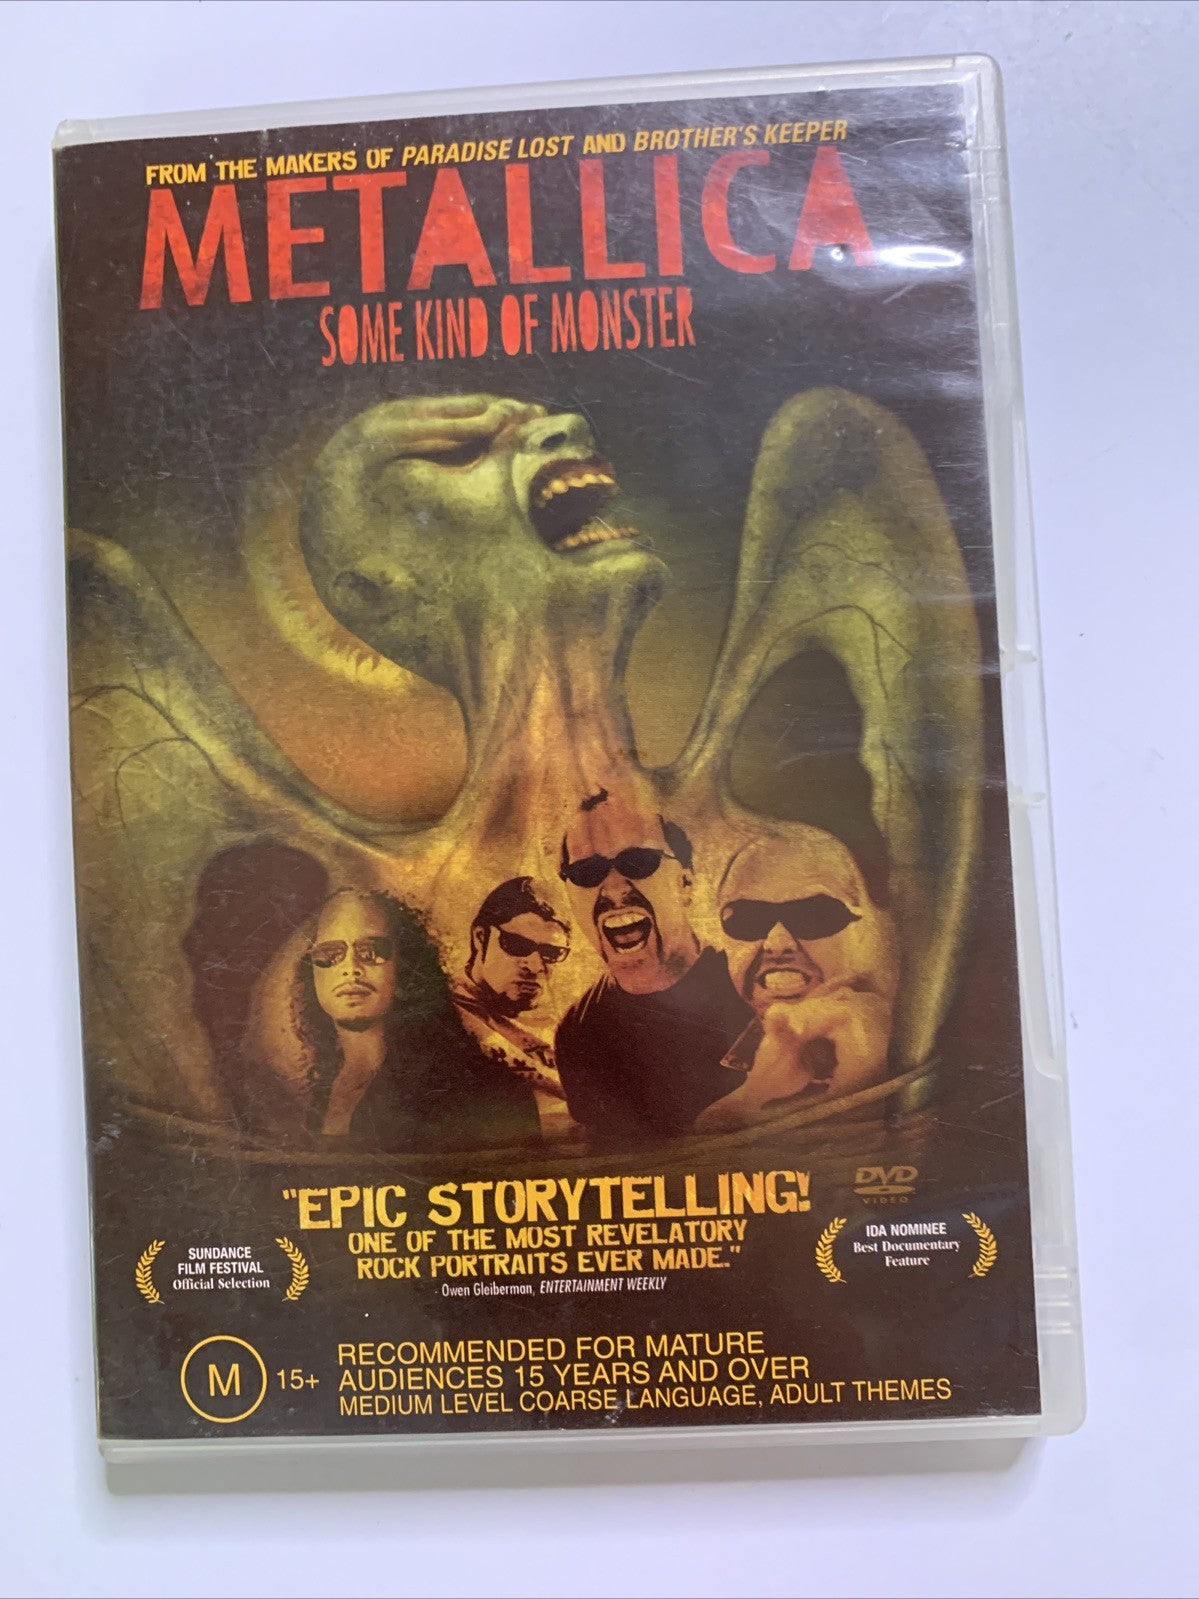 FROM THE MAKERS OF PARADISE LOST AND BROTHER'S KEEPER
METALLICA
SOME KIND OF MONSTER
"EPIC STORYTELLING!
ONE OF THE MOST REVELATORY
ROCK PORTRAITS EVER MADE."
- Owen Gleiberman, ENTERTAINMENT WEEKLY
DVD
VIDEO
SUNDANCE
FILM FESTIVAL
Official Selection
IDA NOMINEE
Best Documentary
Feature
M 15+
RECOMMENDED FOR MATURE
AUDIENCES 15 YEARS AND OVER
MEDIUM LEVEL COARSE LANGUAGE, ADULT THEMES